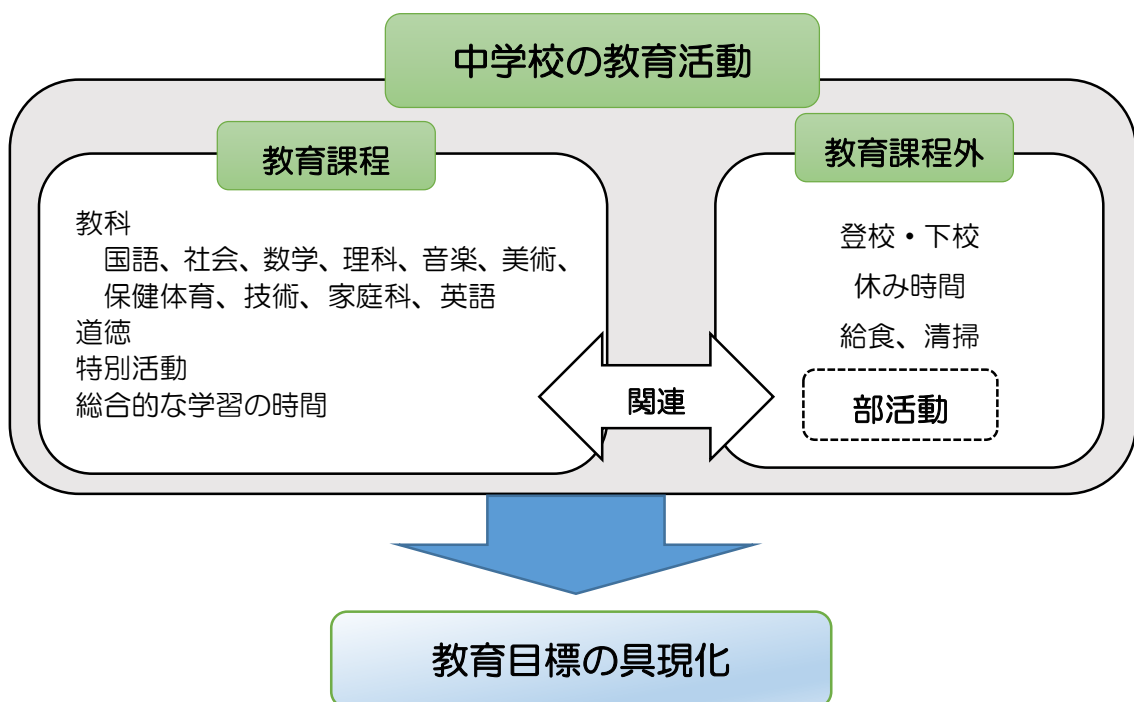 中学校の教育活動
教育課程
教科
国語、社会、数学、理科、音楽、美術、
保健体育、技術、家庭科、英語
道徳
特別活動
総合的な学習の時間
関連
教育課程外
登校・下校
休み時間
給食、清掃
部活動
教育目標の具現化